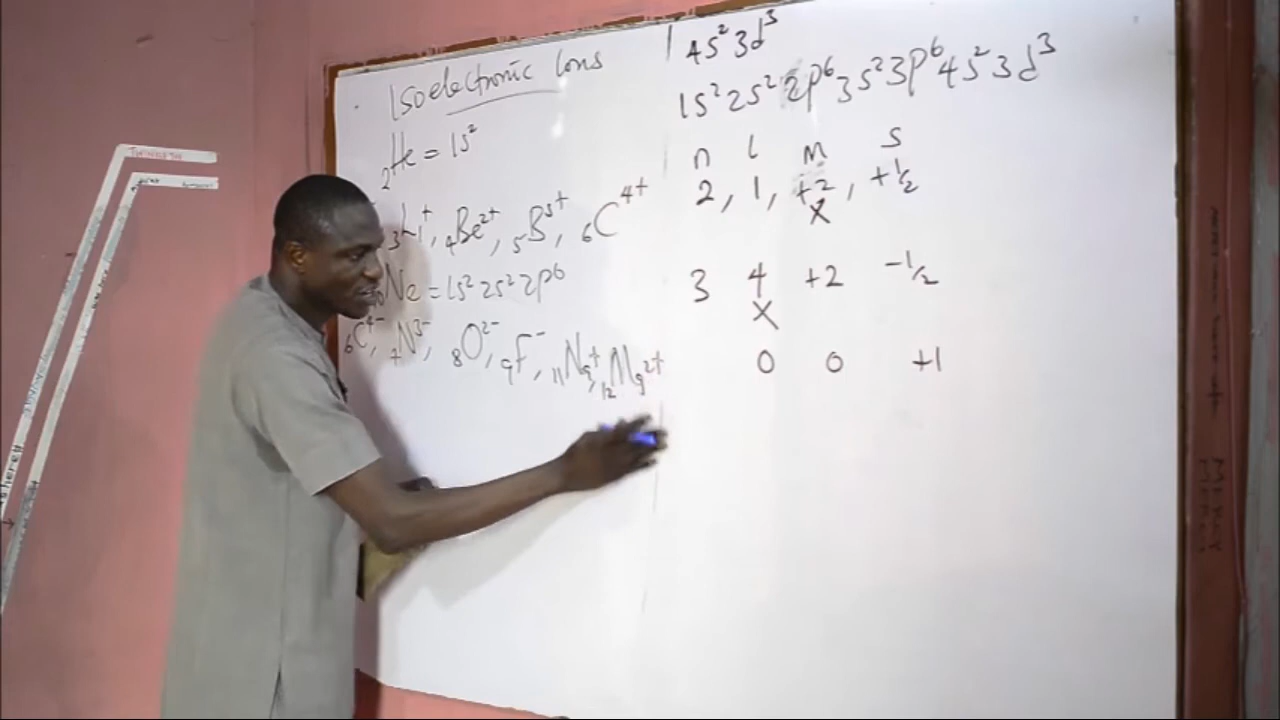 Isoelectronic Ions
₂He = 1s²
₃Li⁺, ₄Be²⁺, ₅B³⁺, ₆C⁴⁺
₁₀Ne = 1s² 2s² 2p⁶
₆C⁴⁻, ₇N³⁻, ₈O²⁻, ₉F⁻, ₁₁Na⁺, ₁₂Mg²⁺
4s² 3d³
1s² 2s² 2p⁶ 3s² 3p⁶ 4s² 3d³
n l m s
2, 1, +2, +½
X
3 4 +2 -½
X
0 0 +1